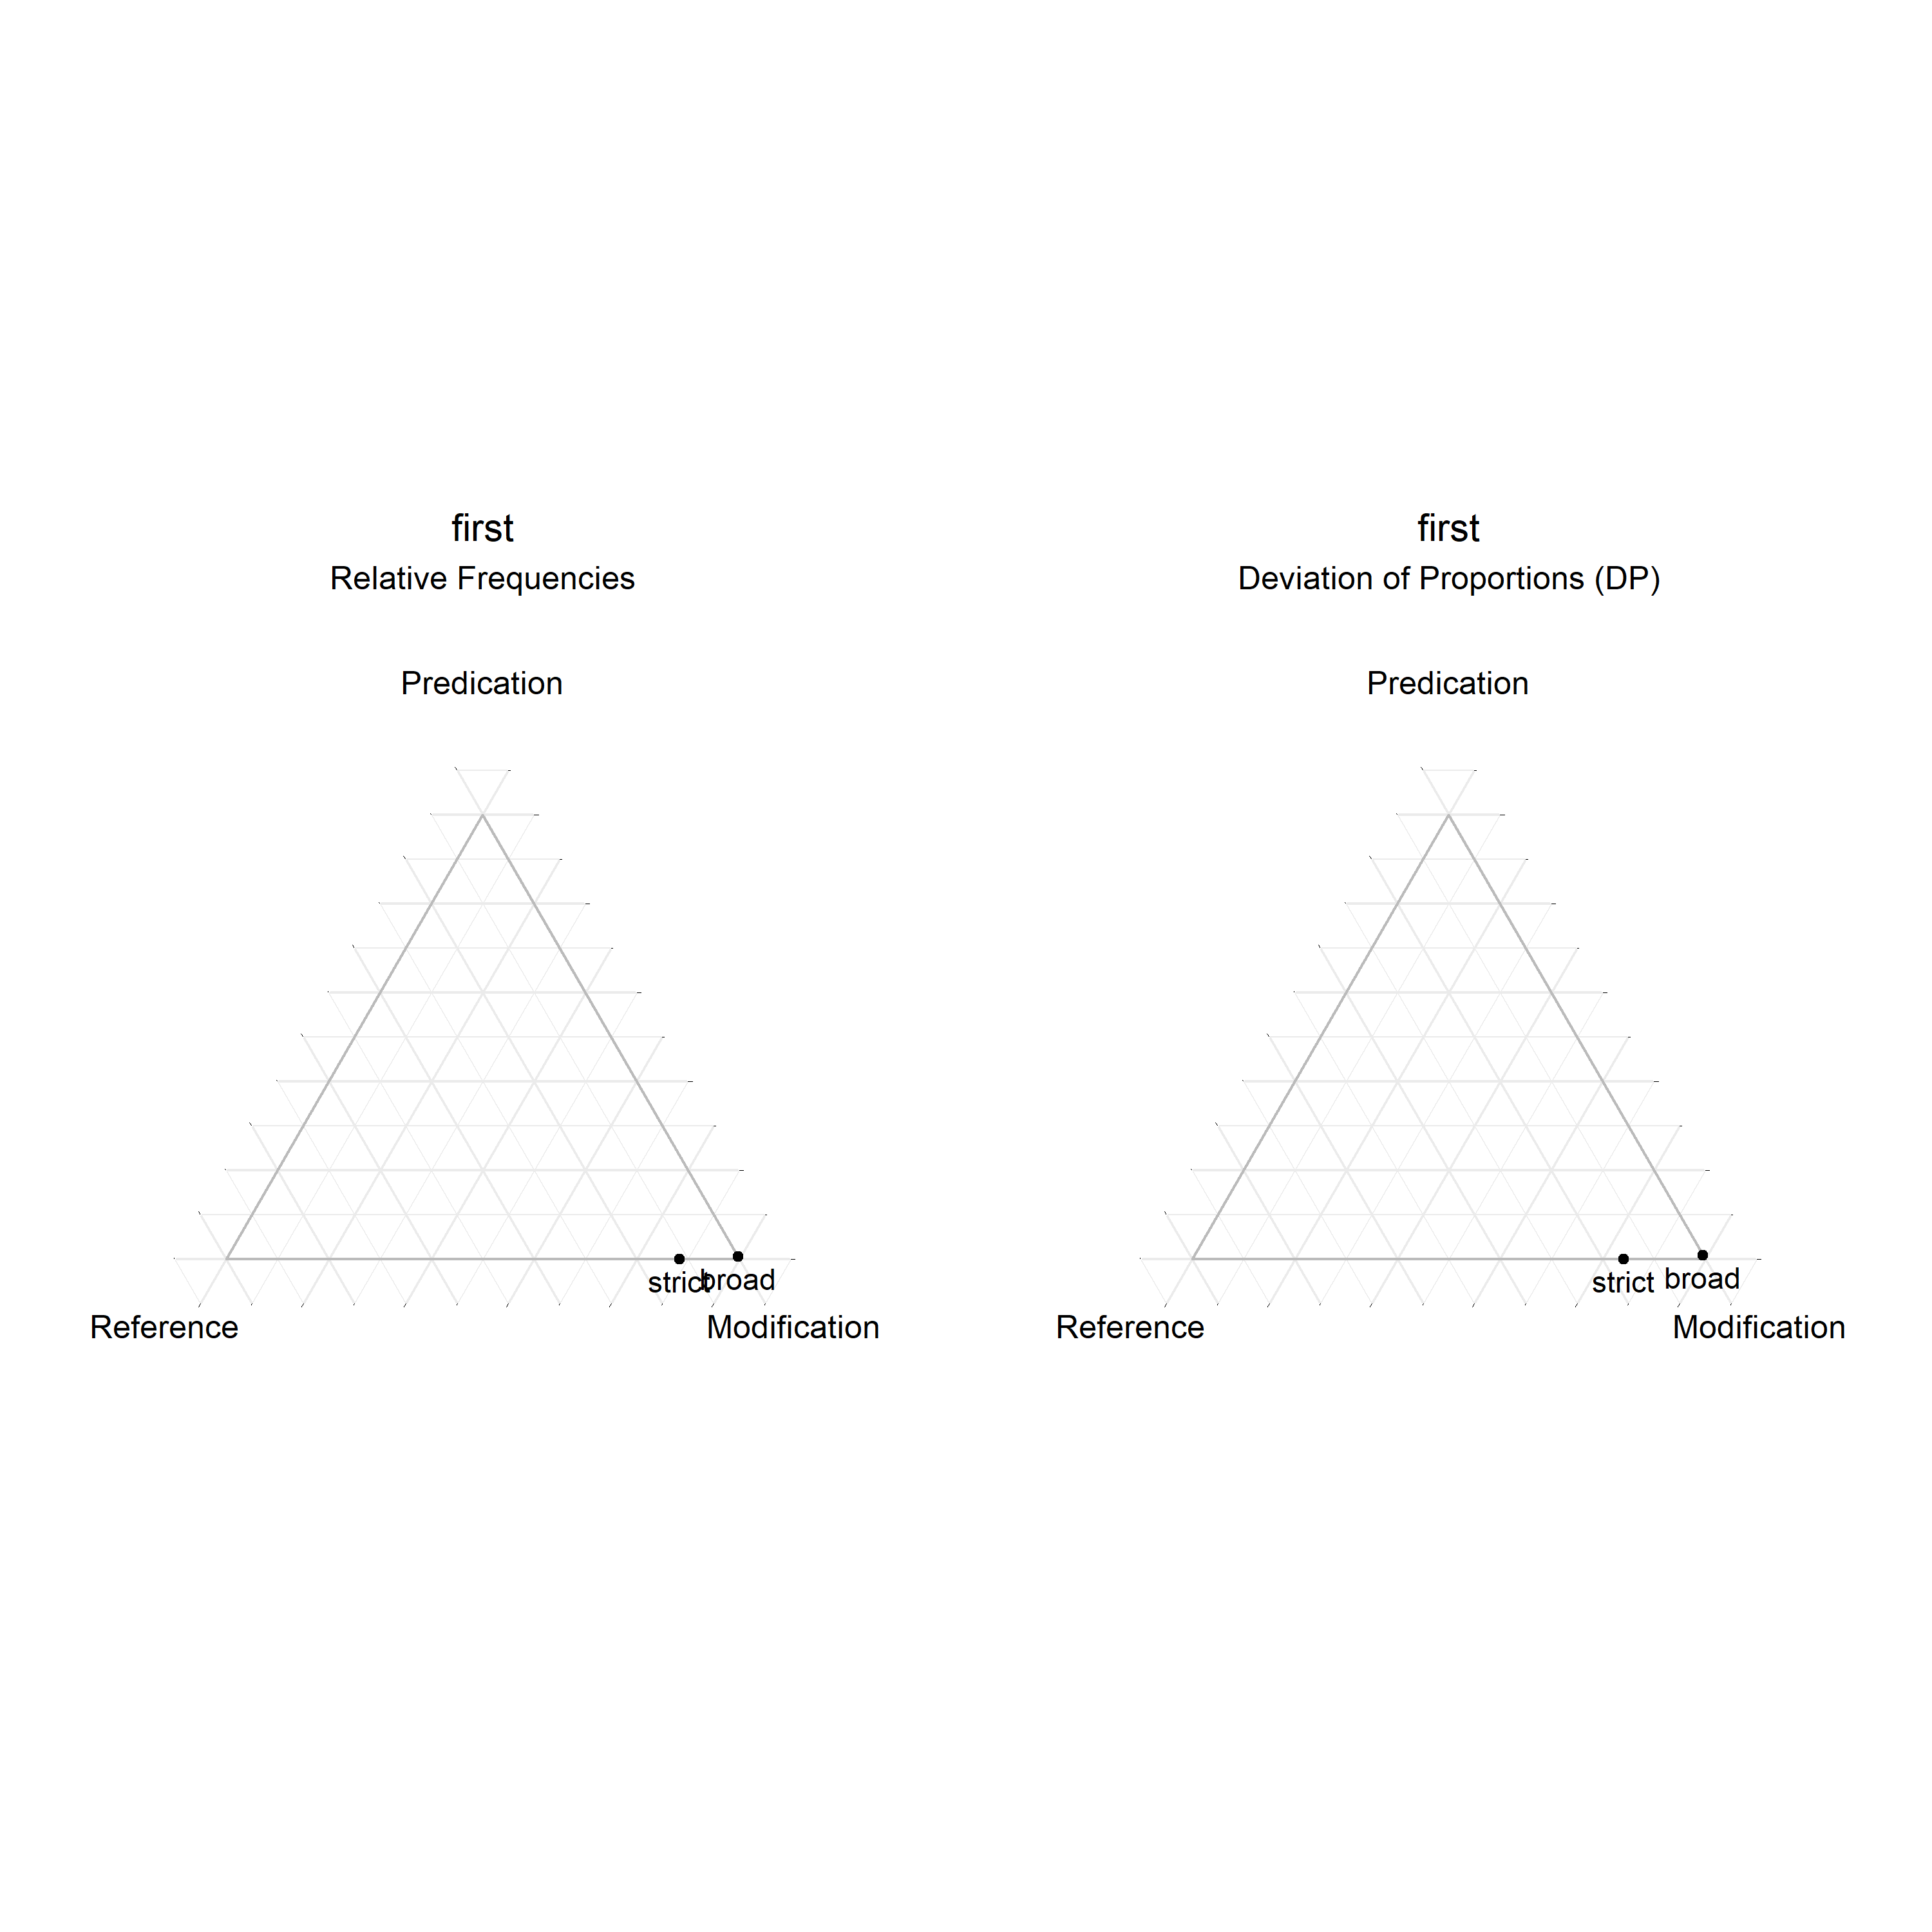 first
Relative Frequencies
Predication
strict
broad
Reference
Modification
first
Deviation of Proportions (DP)
Predication
strict
broad
Reference
Modification